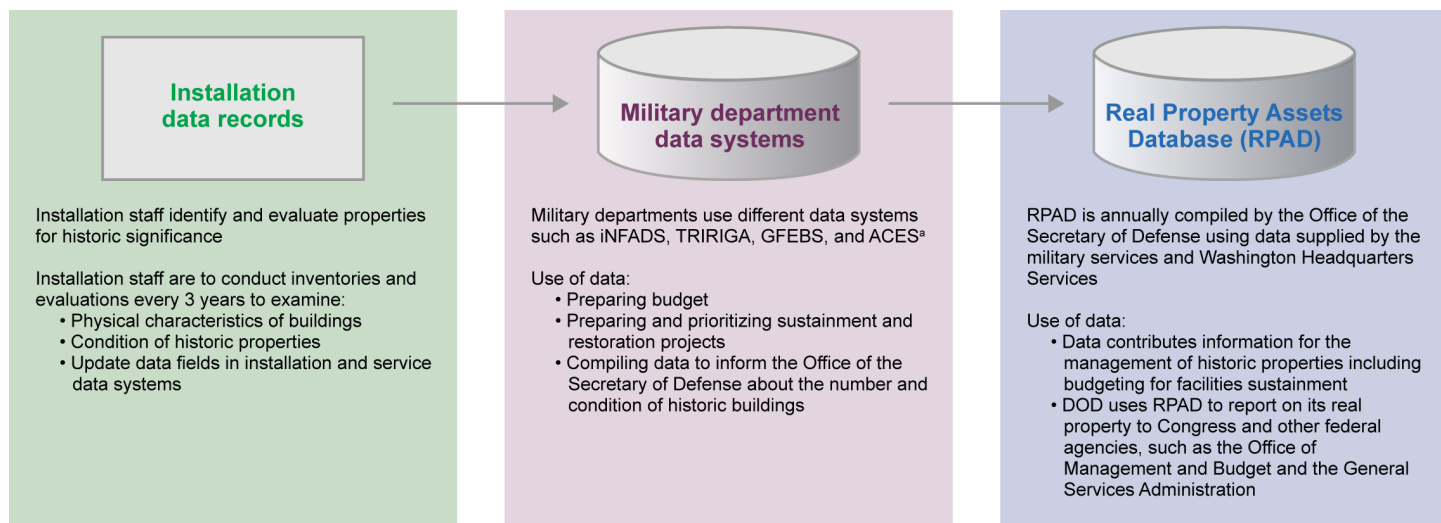 Installation
data records
Installation staff identify and evaluate properties
for historic significance
Installation staff are to conduct inventories and
evaluations every 3 years to examine:
• Physical characteristics of buildings
• Condition of historic properties
• Update data fields in installation and service
data systems
Military department
data systems
Military departments use different data systems
such as iNFADS, TRIRIGA, GFEBS, and ACESᵃ
Use of data:
• Preparing budget
• Preparing and prioritizing sustainment and
restoration projects
• Compiling data to inform the Office of the
Secretary of Defense about the number and
condition of historic buildings
Real Property Assets
Database (RPAD)
RPAD is annually compiled by the Office of the
Secretary of Defense using data supplied by the
military services and Washington Headquarters
Services
Use of data:
• Data contributes information for the
management of historic properties including
budgeting for facilities sustainment
• DOD uses RPAD to report on its real
property to Congress and other federal
agencies, such as the Office of
Management and Budget and the General
Services Administration